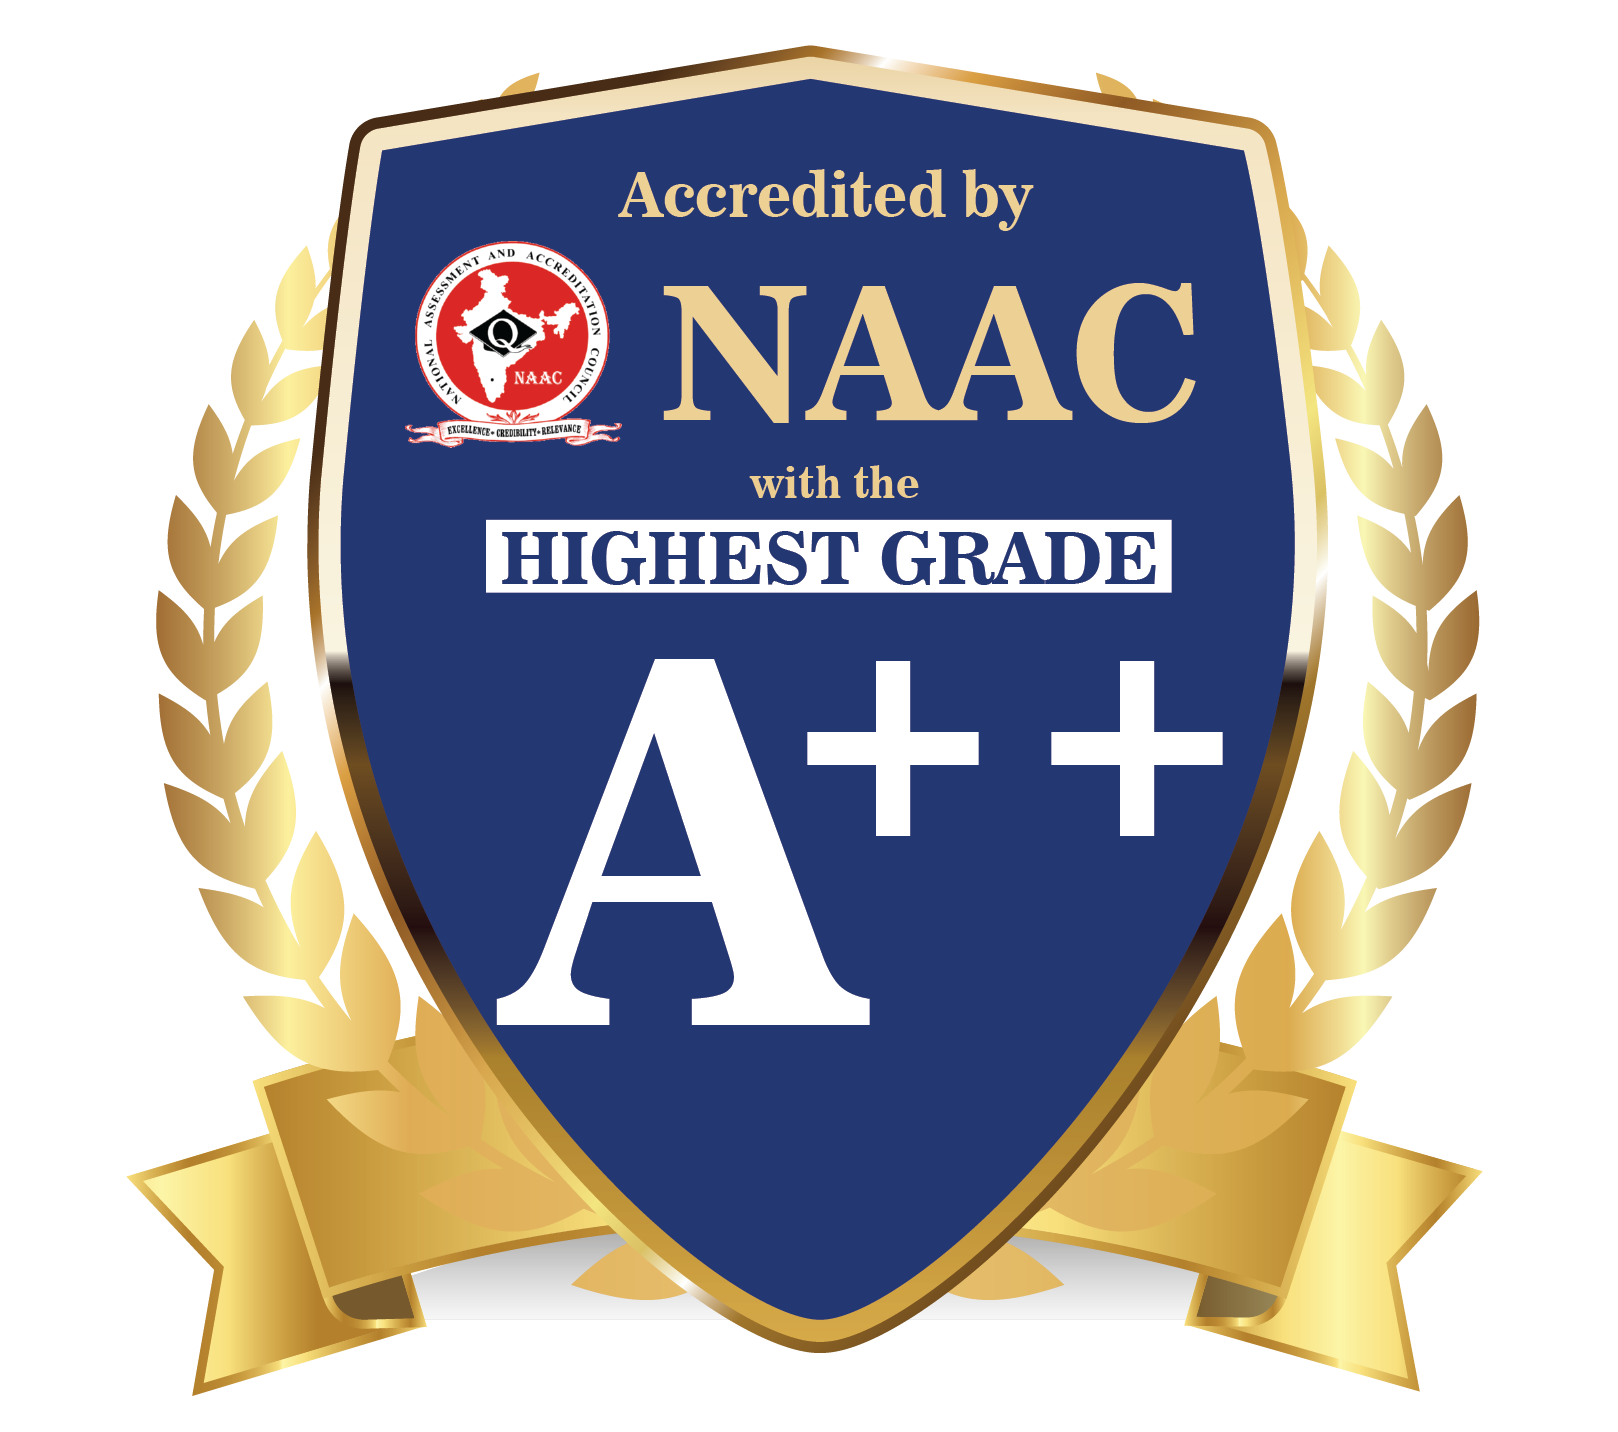 Accredited by
NATIONAL ASSESSMENT AND ACCREDITATION COUNCIL
Q
NAAC
EXCELLENCE • CREDIBILITY • RELEVANCE
NAAC
with the
HIGHEST GRADE
A++